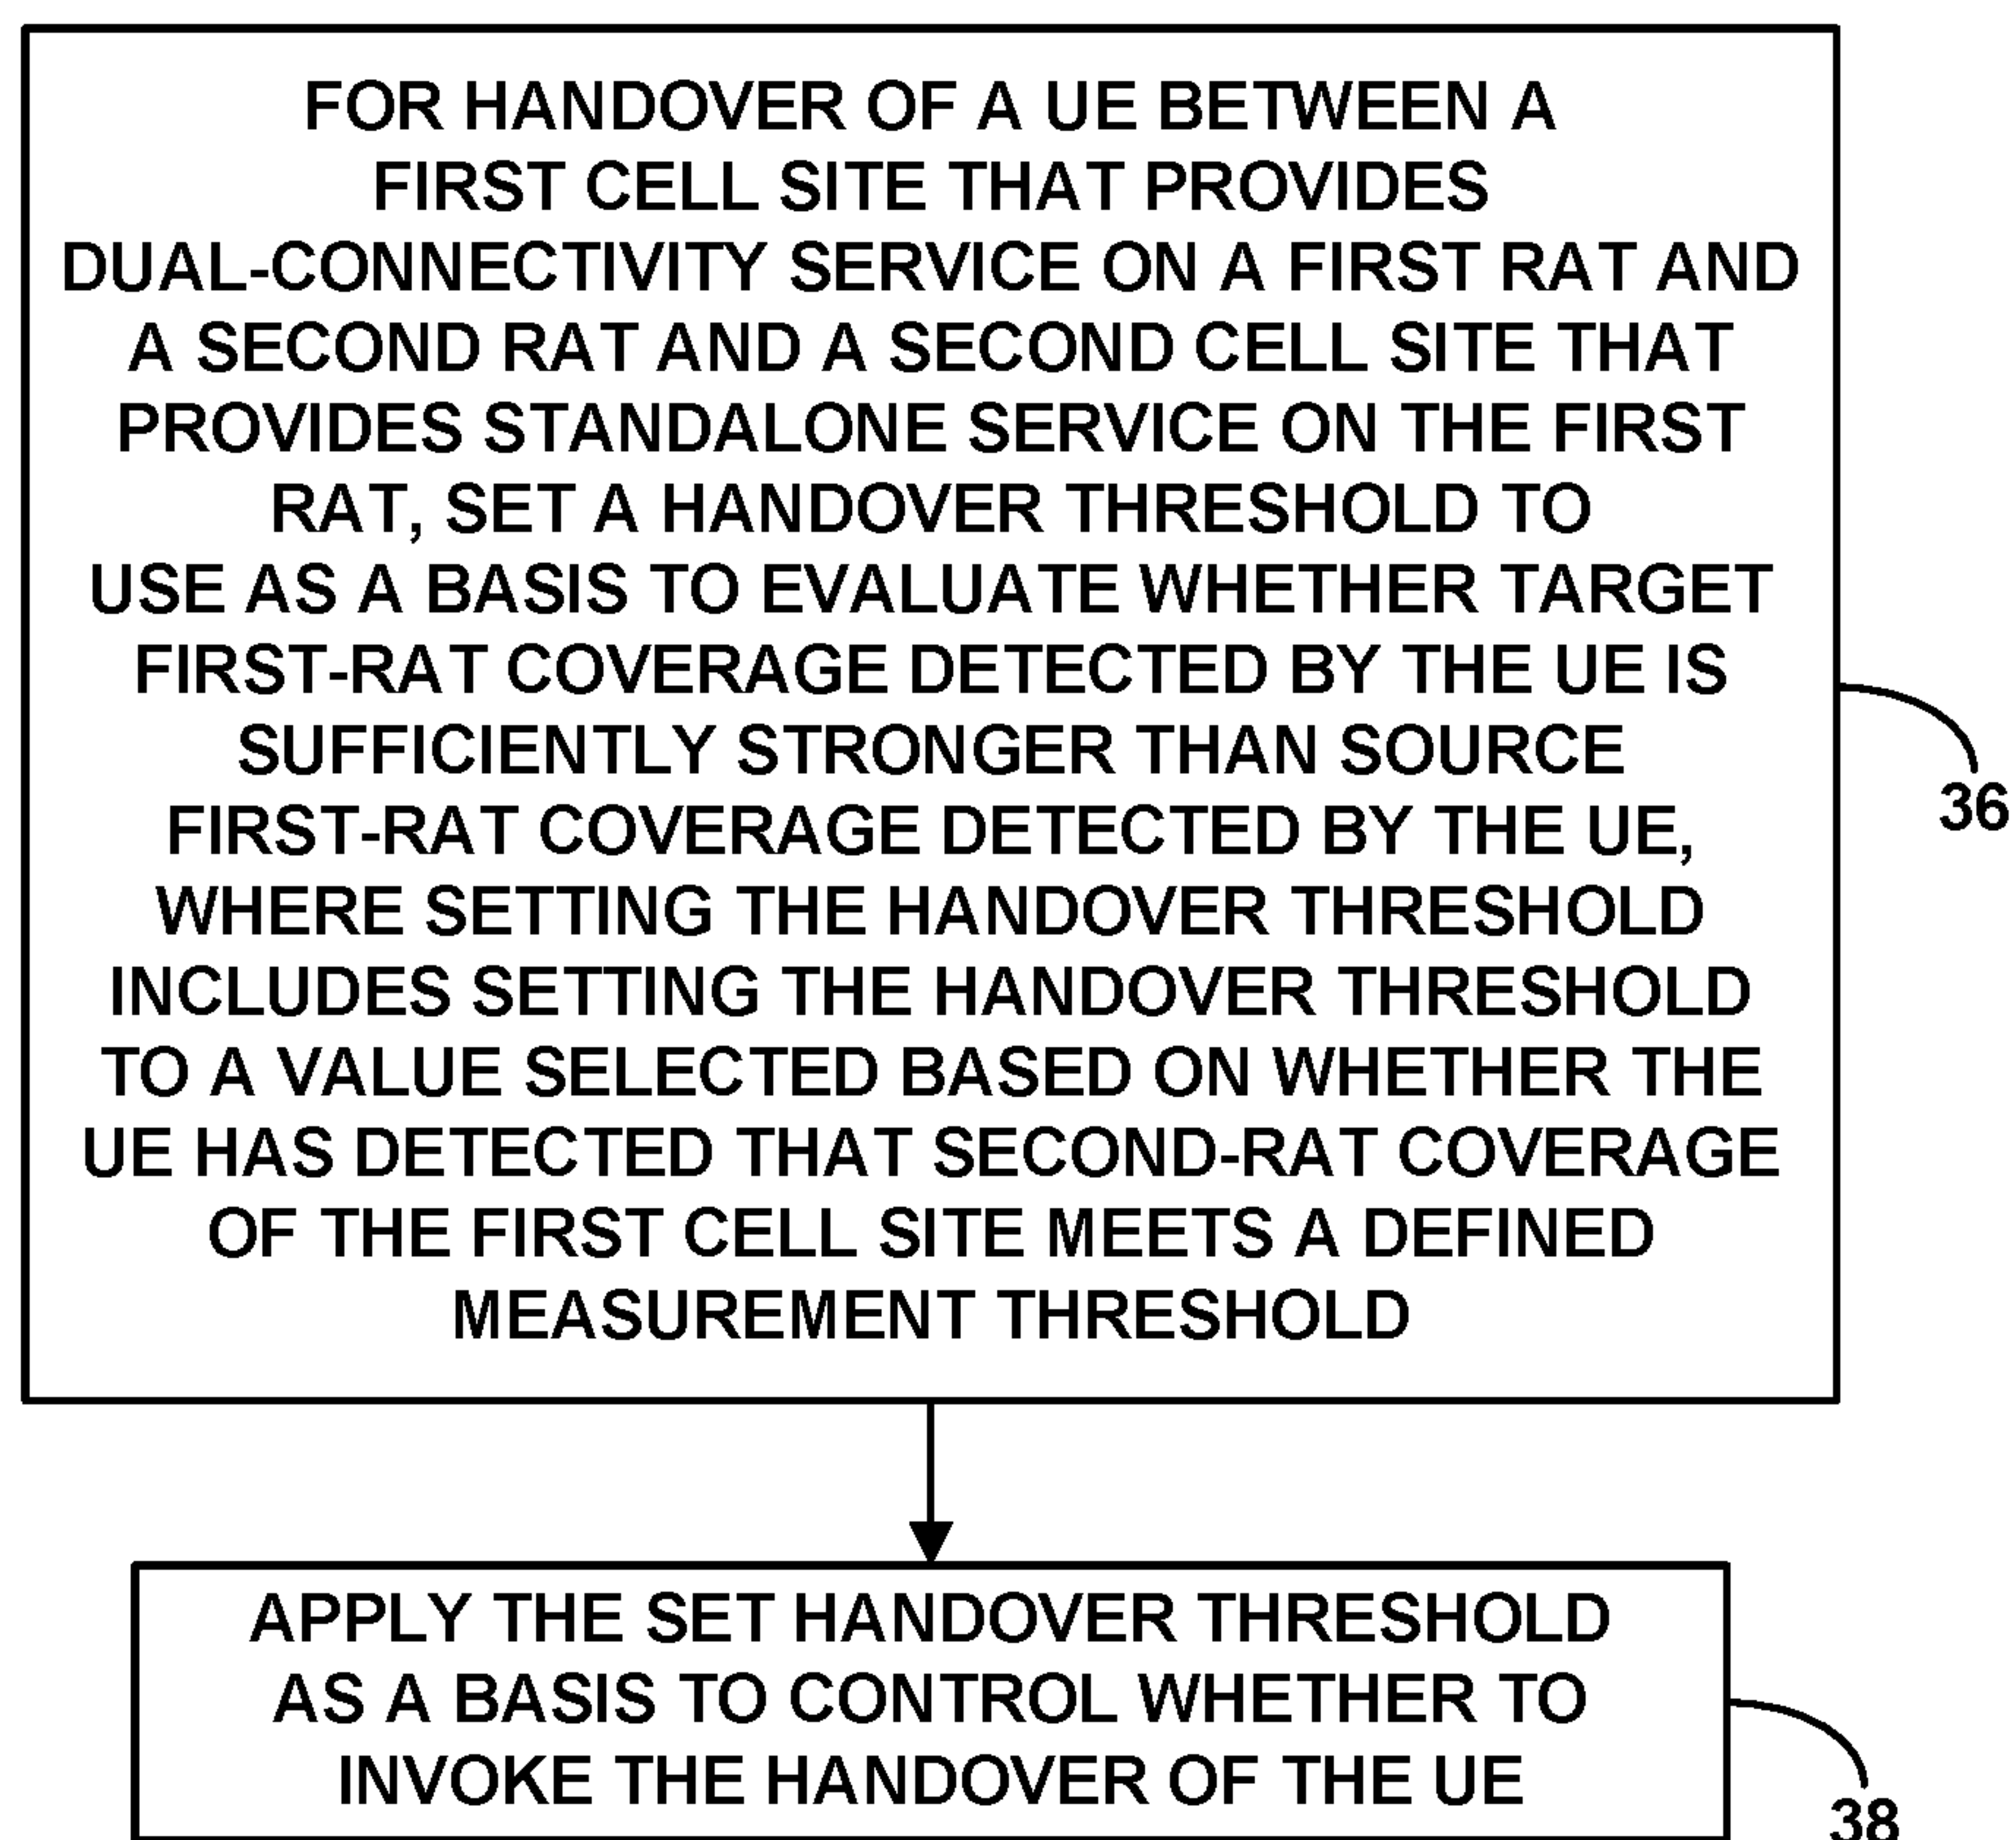 FOR HANDOVER OF A UE BETWEEN A
FIRST CELL SITE THAT PROVIDES
DUAL-CONNECTIVITY SERVICE ON A FIRST RAT AND
A SECOND RAT AND A SECOND CELL SITE THAT
PROVIDES STANDALONE SERVICE ON THE FIRST
RAT, SET A HANDOVER THRESHOLD TO
USE AS A BASIS TO EVALUATE WHETHER TARGET
FIRST-RAT COVERAGE DETECTED BY THE UE IS
SUFFICIENTLY STRONGER THAN SOURCE
FIRST-RAT COVERAGE DETECTED BY THE UE,
WHERE SETTING THE HANDOVER THRESHOLD
INCLUDES SETTING THE HANDOVER THRESHOLD
TO A VALUE SELECTED BASED ON WHETHER THE
UE HAS DETECTED THAT SECOND-RAT COVERAGE
OF THE FIRST CELL SITE MEETS A DEFINED
MEASUREMENT THRESHOLD
36
APPLY THE SET HANDOVER THRESHOLD
AS A BASIS TO CONTROL WHETHER TO
INVOKE THE HANDOVER OF THE UE
38